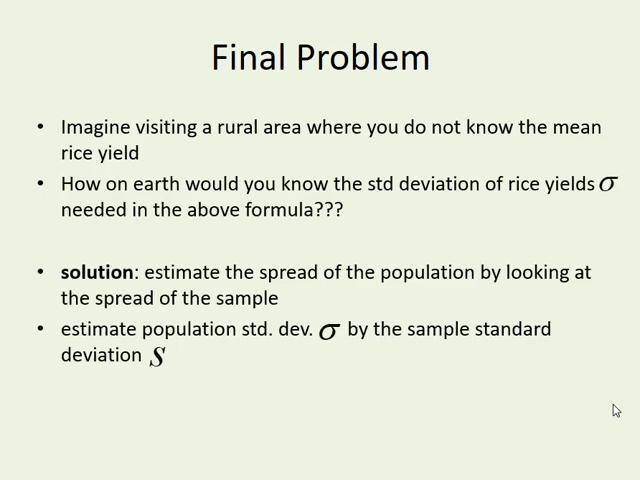 Final Problem
• Imagine visiting a rural area where you do not know the mean
rice yield
• How on earth would you know the std deviation of rice yields σ
needed in the above formula???
• solution: estimate the spread of the population by looking at
the spread of the sample
• estimate population std. dev. σ by the sample standard
deviation s